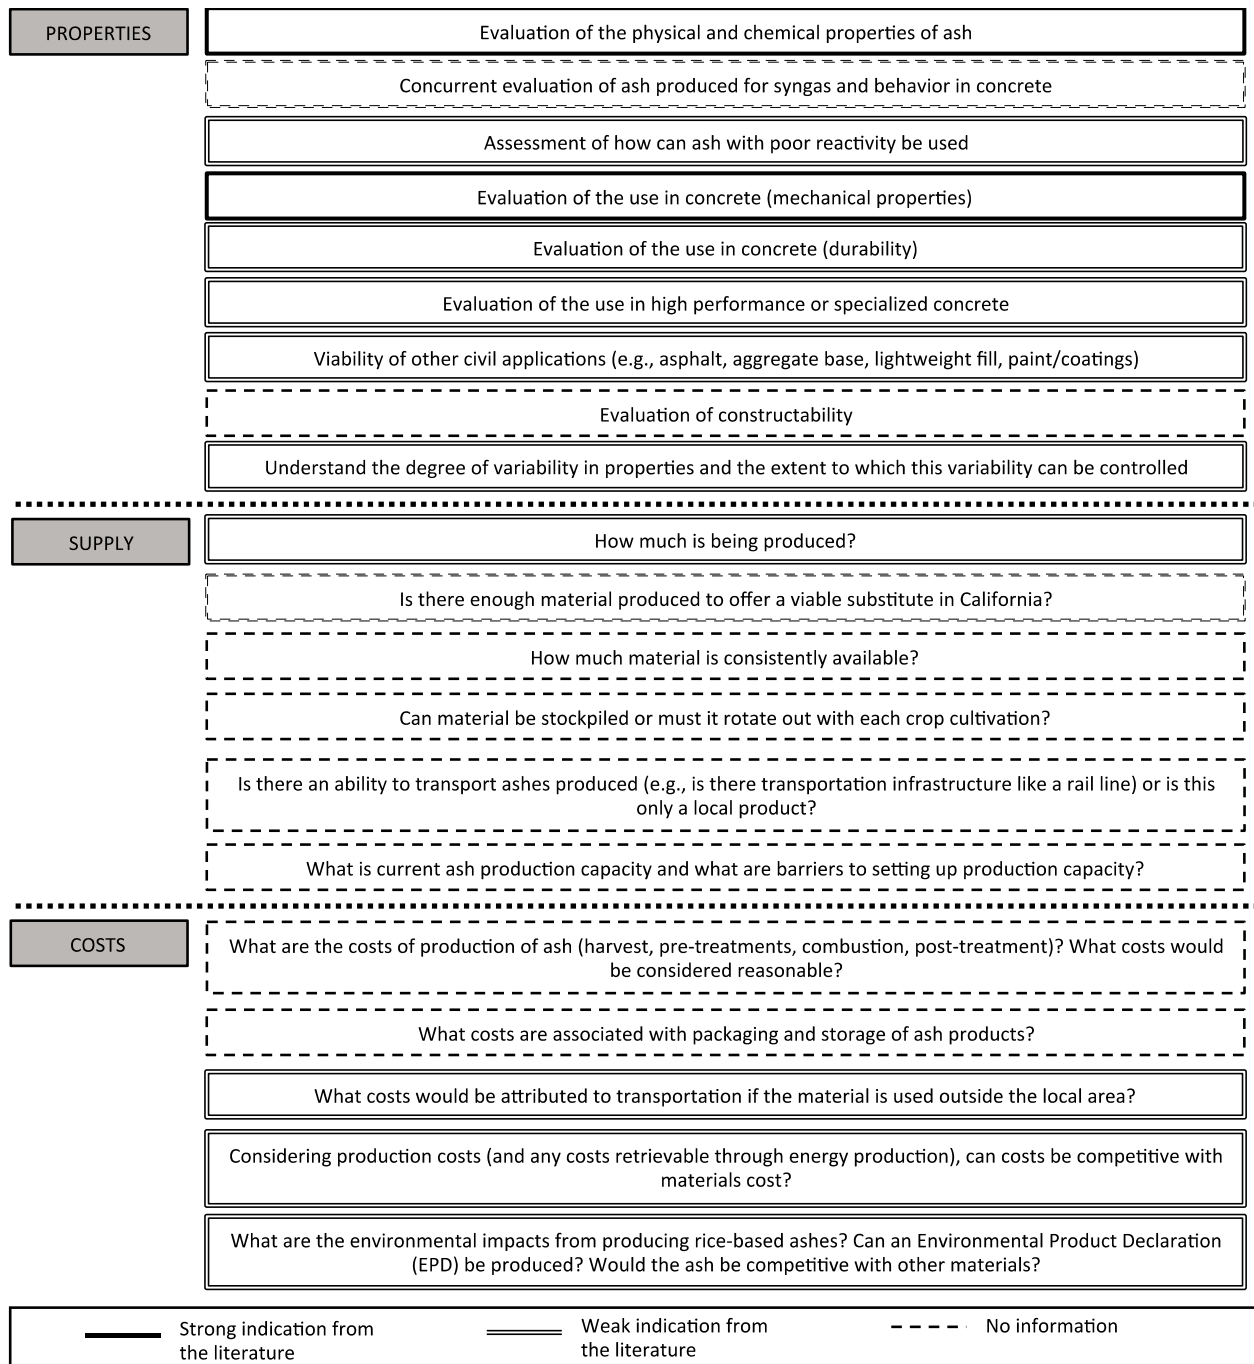 PROPERTIES
Evaluation of the physical and chemical properties of ash
Concurrent evaluation of ash produced for syngas and behavior in concrete
Assessment of how can ash with poor reactivity be used
Evaluation of the use in concrete (mechanical properties)
Evaluation of the use in concrete (durability)
Evaluation of the use in high performance or specialized concrete
Viability of other civil applications (e.g., asphalt, aggregate base, lightweight fill, paint/coatings)
Evaluation of constructability
Understand the degree of variability in properties and the extent to which this variability can be controlled
SUPPLY
How much is being produced?
Is there enough material produced to offer a viable substitute in California?
How much material is consistently available?
Can material be stockpiled or must it rotate out with each crop cultivation?
Is there an ability to transport ashes produced (e.g., is there transportation infrastructure like a rail line) or is this
only a local product?
What is current ash production capacity and what are barriers to setting up production capacity?
COSTS
What are the costs of production of ash (harvest, pre-treatments, combustion, post-treatment)? What costs would
be considered reasonable?
What costs are associated with packaging and storage of ash products?
What costs would be attributed to transportation if the material is used outside the local area?
Considering production costs (and any costs retrievable through energy production), can costs be competitive with
materials cost?
What are the environmental impacts from producing rice-based ashes? Can an Environmental Product Declaration
(EPD) be produced? Would the ash be competitive with other materials?
Strong indication from
the literature
Weak indication from
the literature
No information